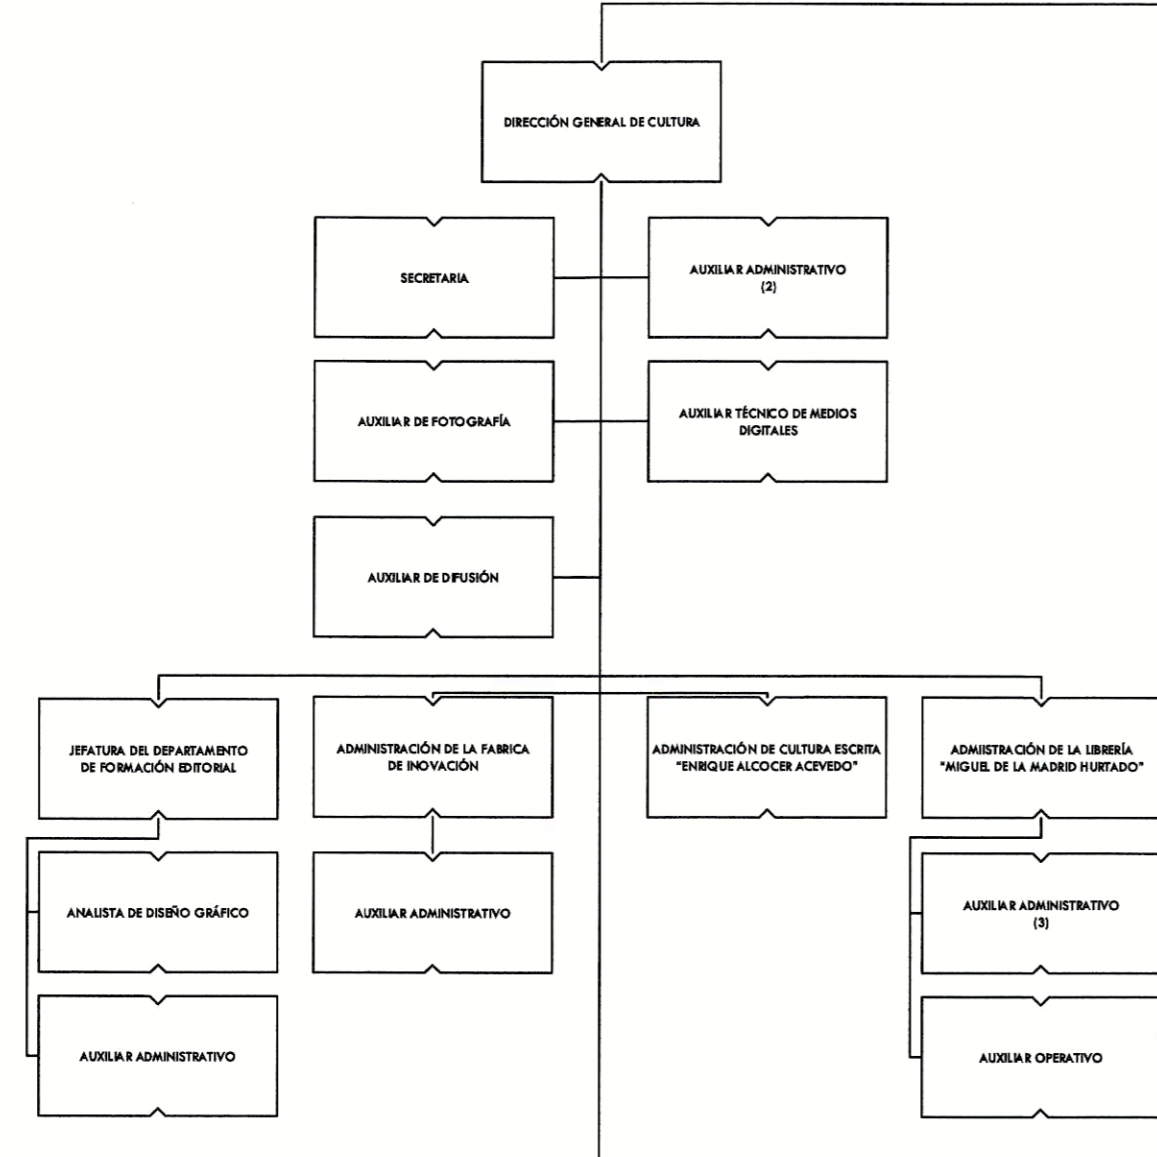 DIRECCIÓN GENERAL DE CULTURA
SECRETARIA
AUXILIAR ADMINISTRATIVO
(2)
AUXILIAR DE FOTOGRAFÍA
AUXILIAR TÉCNICO DE MEDIOS
DIGITALES
AUXILIAR DE DIFUSIÓN
JEFATURA DEL DEPARTAMENTO
DE FORMACIÓN EDITORIAL
ADMINISTRACIÓN DE LA FABRICA
DE INOVACIÓN
ADMINISTRACIÓN DE CULTURA ESCRITA
"ENRIQUE ALCOCER ACEVEDO"
ADMIISTRACIÓN DE LA LIBRERÍA
"MIGUEL DE LA MADRID HURTADO"
ANALISTA DE DISEÑO GRÁFICO
AUXILIAR ADMINISTRATIVO
AUXILIAR ADMINISTRATIVO
(3)
AUXILIAR ADMINISTRATIVO
AUXILIAR OPERATIVO